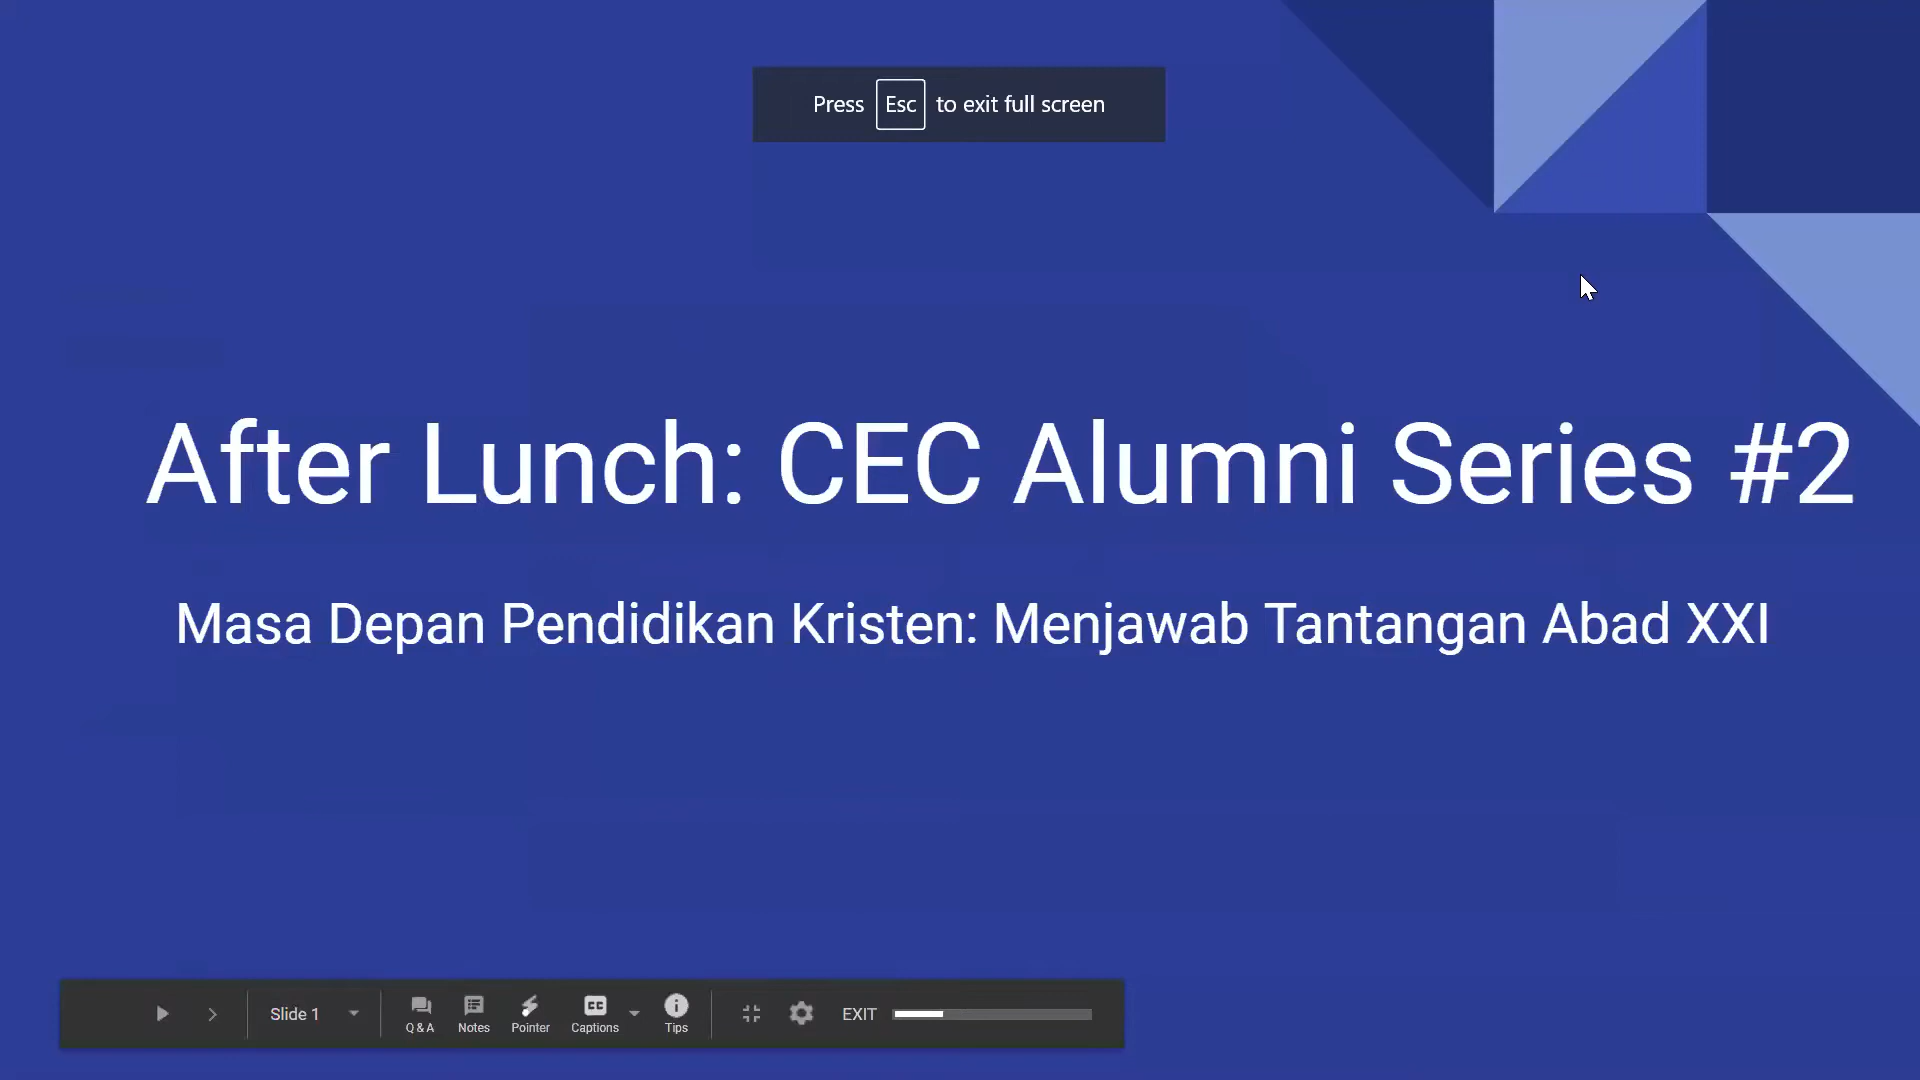 Press Esc to exit full screen
After Lunch: CEC Alumni Series #2
Masa Depan Pendidikan Kristen: Menjawab Tantangan Abad XXI
Slide 1 Q & A Notes Pointer CC Captions Tips EXIT